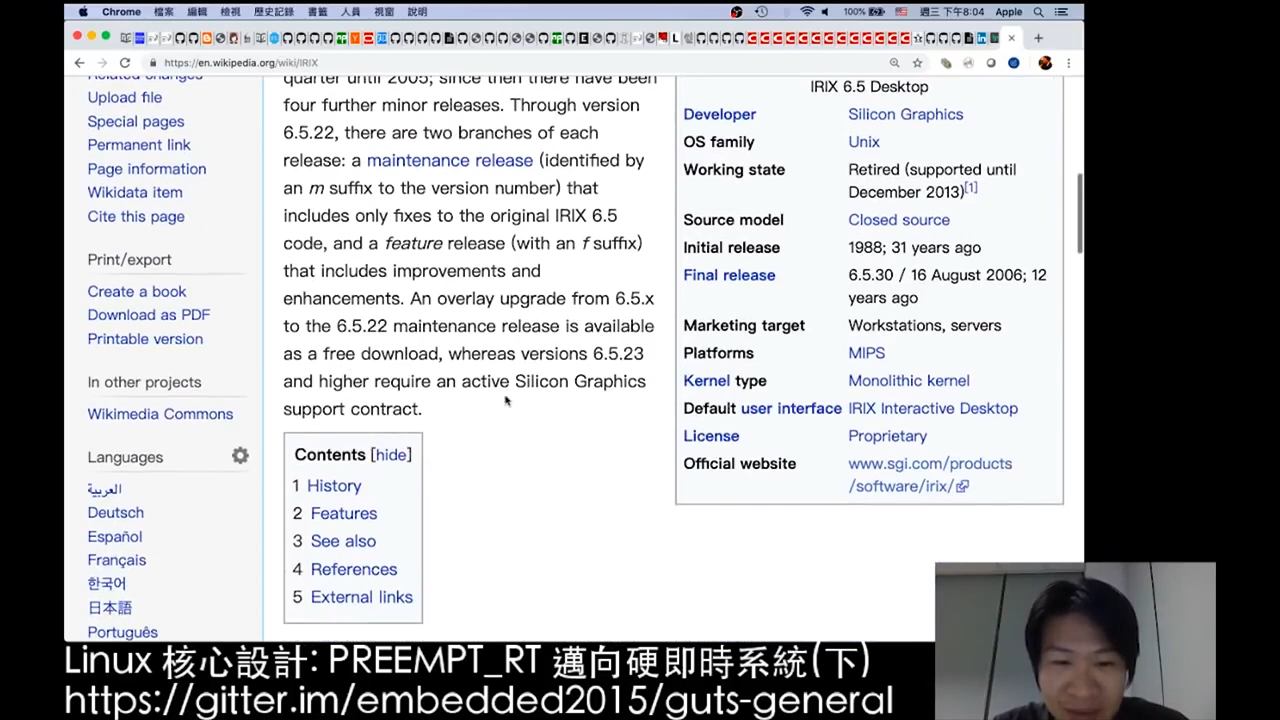 Chrome 檔案 編輯 檢視 歷史記錄 書籤 人員 視窗 說明 100% 週三 下午8:04 Apple
https://en.wikipedia.org/wiki/IRIX
Related changes
Upload file
Special pages
Permanent link
Page information
Wikidata item
Cite this page
Print/export
Create a book
Download as PDF
Printable version
In other projects
Wikimedia Commons
Languages
العربية
Deutsch
Español
Français
한국어
日本語
Português
quarter until 2005; since then there have been
four further minor releases. Through version
6.5.22, there are two branches of each
release: a maintenance release (identified by
an m suffix to the version number) that
includes only fixes to the original IRIX 6.5
code, and a feature release (with an f suffix)
that includes improvements and
enhancements. An overlay upgrade from 6.5.x
to the 6.5.22 maintenance release is available
as a free download, whereas versions 6.5.23
and higher require an active Silicon Graphics
support contract.
Contents [hide]
1 History
2 Features
3 See also
4 References
5 External links
IRIX 6.5 Desktop
Developer Silicon Graphics
OS family Unix
Working state Retired (supported until
December 2013)[1]
Source model Closed source
Initial release 1988; 31 years ago
Final release 6.5.30 / 16 August 2006; 12
years ago
Marketing target Workstations, servers
Platforms MIPS
Kernel type Monolithic kernel
Default user interface IRIX Interactive Desktop
License Proprietary
Official website www.sgi.com/products
/software/irix/
Linux 核心設計: PREEMPT_RT 邁向硬即時系統(下)
https://gitter.im/embedded2015/guts-general